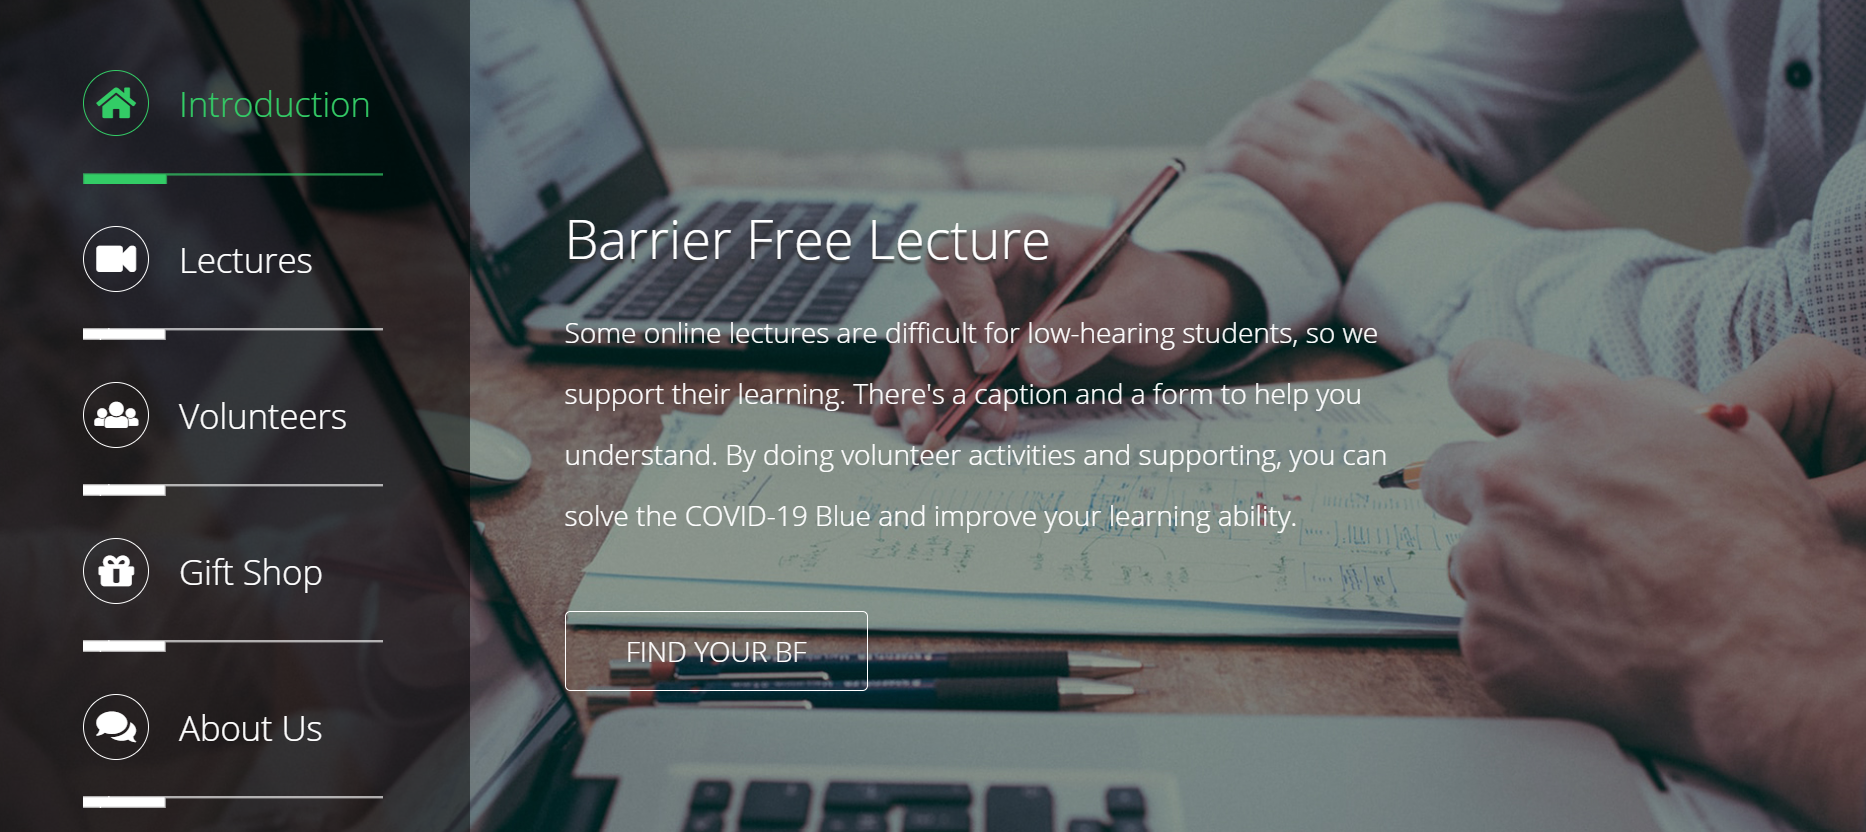 Introduction
Lectures
Volunteers
Gift Shop
About Us
Barrier Free Lecture
Some online lectures are difficult for low-hearing students, so we
support their learning. There's a caption and a form to help you
understand. By doing volunteer activities and supporting, you can
solve the COVID-19 Blue and improve your learning ability.
FIND YOUR BF